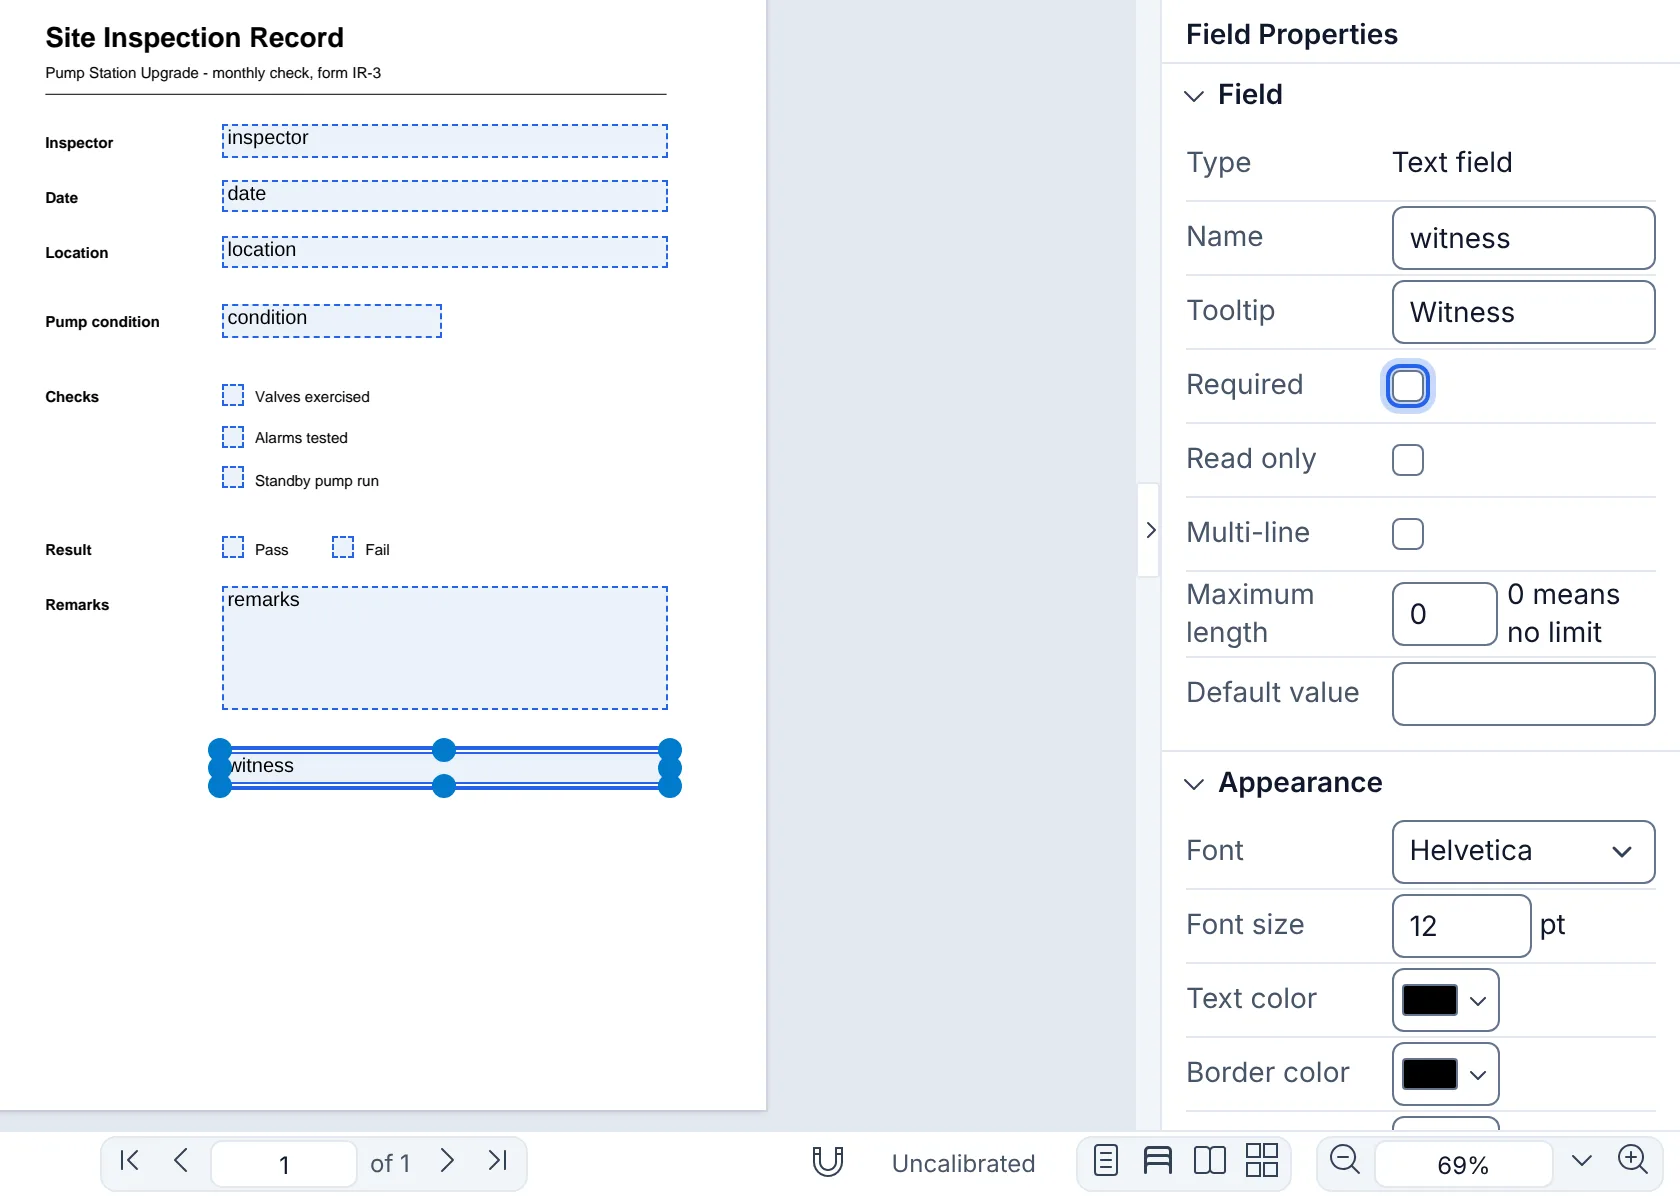 Site Inspection Record
Pump Station Upgrade - monthly check, form IR-3
Inspector
inspector
Date
date
Location
location
Pump condition
condition
Checks
Valves exercised
Alarms tested
Standby pump run
Result
Pass
Fail
Remarks
remarks
witness
Field Properties
Field
Type
Text field
Name
witness
Tooltip
Witness
Required
Read only
Multi-line
Maximum
length
0
0 means
no limit
Default value
Appearance
Font
Helvetica
Font size
12
pt
Text color
Border color
1
of 1
Uncalibrated
69%